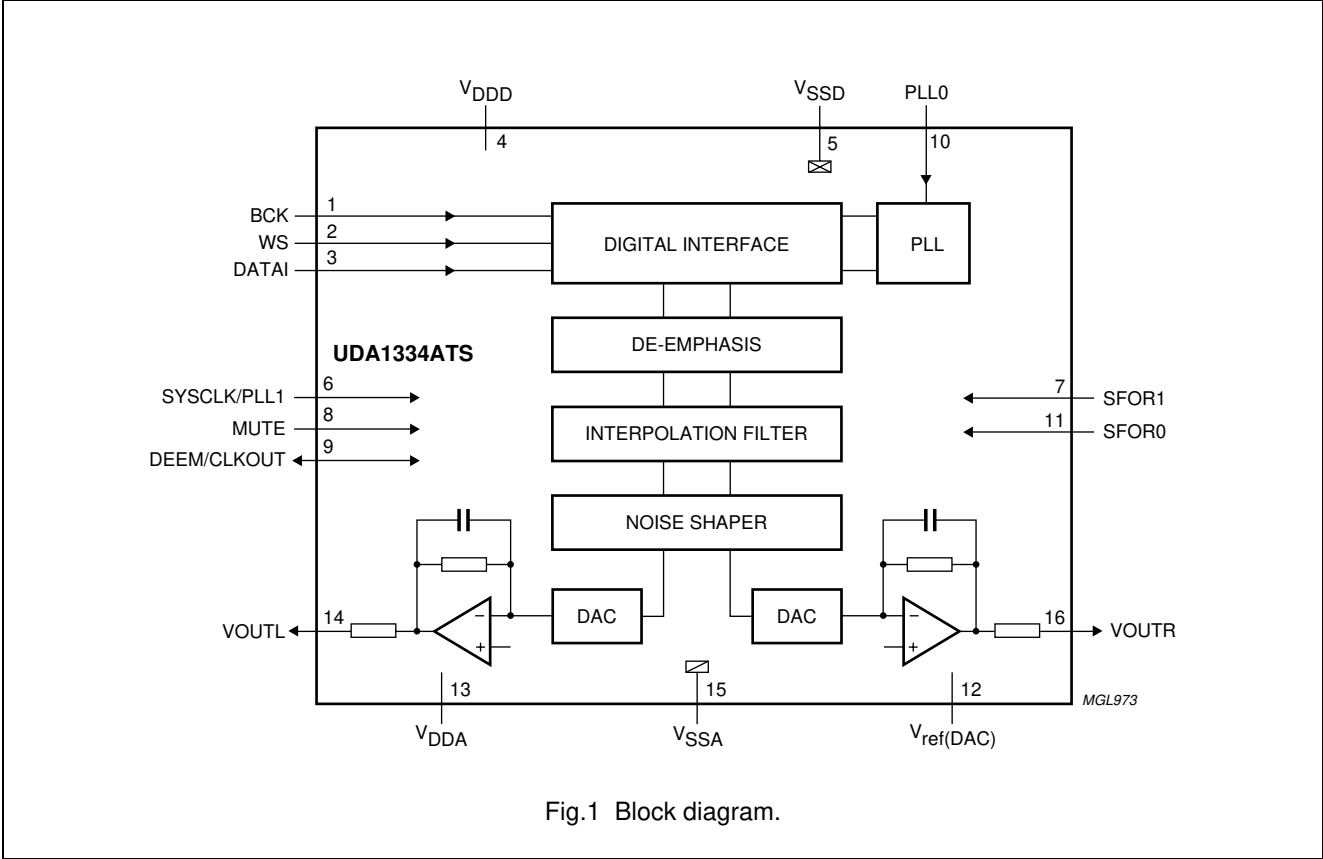 VDDD
VSSD
PLL0
4
5
10
BCK
1
WS
2
DATAI
3
DIGITAL INTERFACE
PLL
DE-EMPHASIS
UDA1334ATS
SYSCLK/PLL1
6
7
SFOR1
MUTE
8
11
SFOR0
DEEM/CLKOUT
9
INTERPOLATION FILTER
NOISE SHAPER
VOUTL
14
−
+
DAC
DAC
−
+
16
VOUTR
13
15
12
VDDA
VSSA
Vref(DAC)
MGL973
Fig.1 Block diagram.